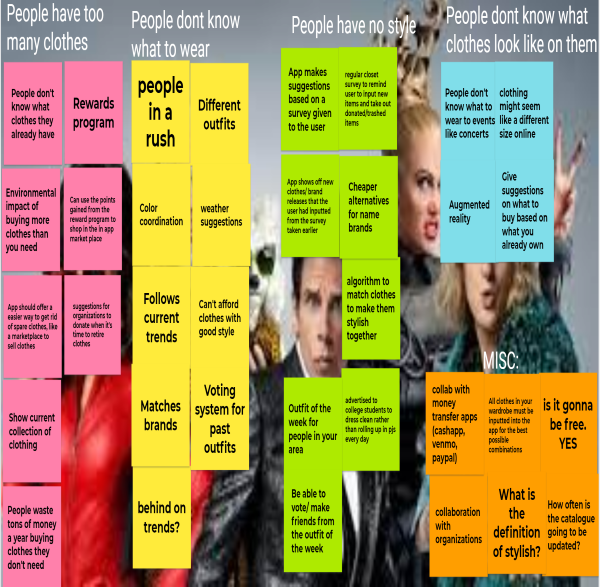 People have too
many clothes
People don't
know what
clothes they
already have
Rewards
program
Environmental
impact of
buying more
clothes than
you need
Can use the points
gained from the
reward program to
shop in the in app
market place
App should offer a
easier way to get rid
of spare clothes, like
a marketplace to
sell clothes
suggestions for
organizations to
donate when it's
time to retire
clothes
Show current
collection of
clothing
People waste
tons of money
a year buying
clothes they
don't need
People dont know
what to wear
people
in a
rush
Different
outfits
Color
coordination
weather
suggestions
Follows
current
trends
Can't afford
clothes with
good style
Matches
brands
Voting
system for
past
outfits
behind on
trends?
People have no style
App makes
suggestions
based on a
survey given
to the user
regular closet
survey to remind
user to input new
items and take out
donated/trashed
items
App shows off new
clothes/ brand
releases that the
user had inputted
from the survey
taken earlier
Cheaper
alternatives
for name
brands
algorithm to
match clothes
to make them
stylish
together
Outfit of the
week for
people in your
area
advertised to
college students to
dress clean rather
than rolling up in pjs
every day
Be able to
vote/ make
friends from
the outfit of
the week
People dont know what
clothes look like on them
People don't
know what to
wear to events
like concerts
clothing
might seem
like a different
size online
Augmented
reality
Give
suggestions
on what to
buy based on
what you
already own
MISC:
collab with
money
transfer apps
(cashapp,
venmo,
paypal)
All clothes in your
wardrobe must be
inputted into the
app for the best
possible
combinations
is it gonna
be free.
YES
collaboration
with
organizations
What is
the
definition
of stylish?
How often is
the catalogue
going to be
updated?